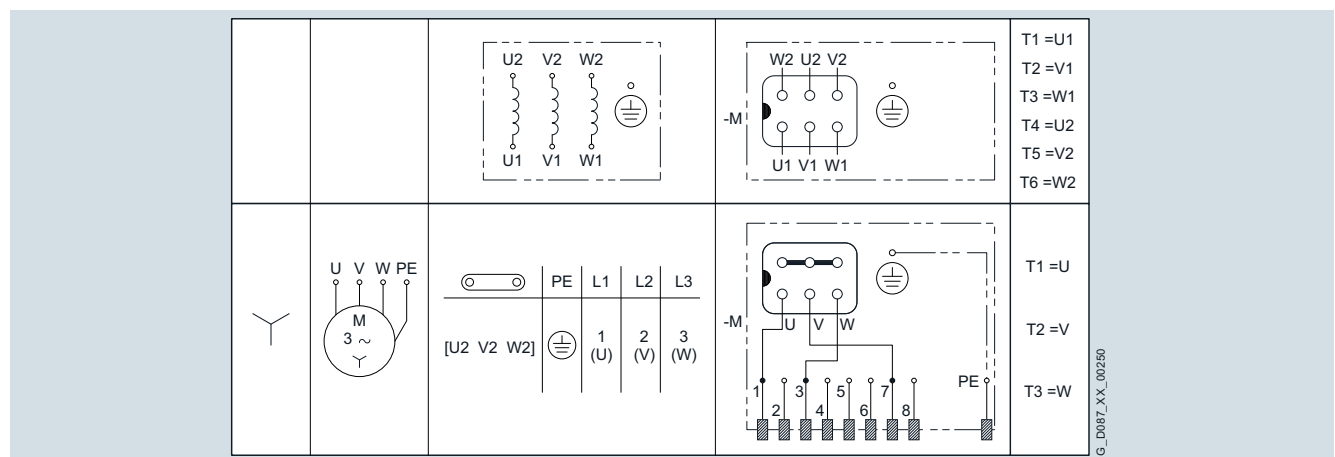 U2 V2 W2
U1 V1 W1
-M
W2 U2 V2
U1 V1 W1
T1 =U1
T2 =V1
T3 =W1
T4 =U2
T5 =V2
T6 =W2
U V W PE
M
3 ~
PE L1 L2 L3
[U2 V2 W2]
1 (U)
2 (V)
3 (W)
-M
U V W
1 2 3 4 5 6 7 8
PE
T1 =U
T2 =V
T3 =W
G_D087_XX_00250